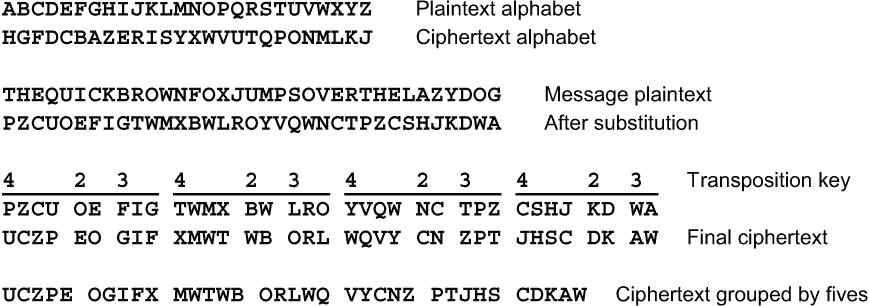 ABCDEFGHIJKLMNOPQRSTUVWXYZ Plaintext alphabet
HGFDCBAZERISYXWVUTQPONMLKJ Ciphertext alphabet
THEQUICKBROWNFOXJUMPSOVERTHELAZYDOG Message plaintext
PZCUOEFIGTWMXBWLROYVQWNCTPZCSHJKDWA After substitution
4 2 3 4 2 3 4 2 3 4 2 3 Transposition key
PZCU OE FIG TWMX BW LRO YVQW NC TPZ CSHJ KD WA
UCZP EO GIF XMWT WB ORL WQVY CN ZPT JHSC DK AW Final ciphertext
UCZPE OGIFX MWTWB ORLWQ VYCNZ PTJHS CDKAW Ciphertext grouped by fives